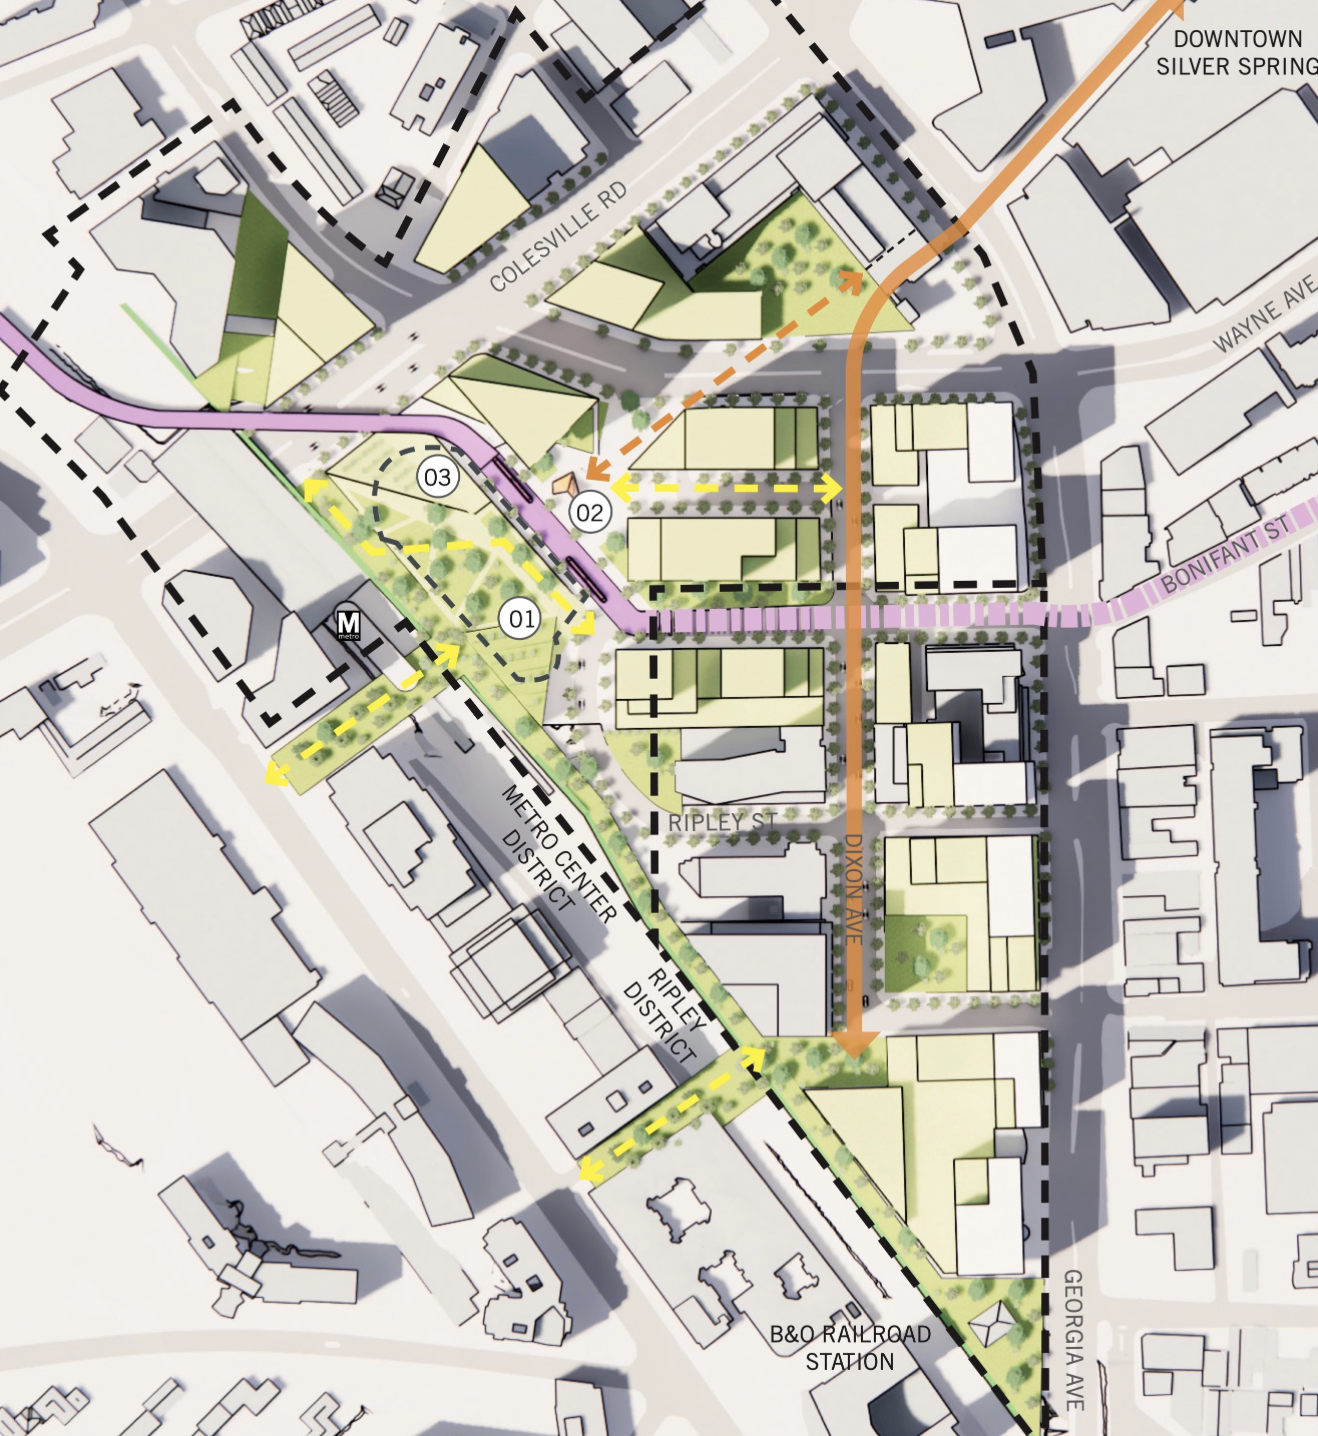 DOWNTOWN
SILVER SPRING
COLESVILLE RD
WAYNE AVE
03
02
BONIFANT ST
01
M
metro
RIPLEY ST
METRO CENTER
DISTRICT
DIXON AVE
RIPLEY
DISTRICT
GEORGIA AVE
B&O RAILROAD
STATION